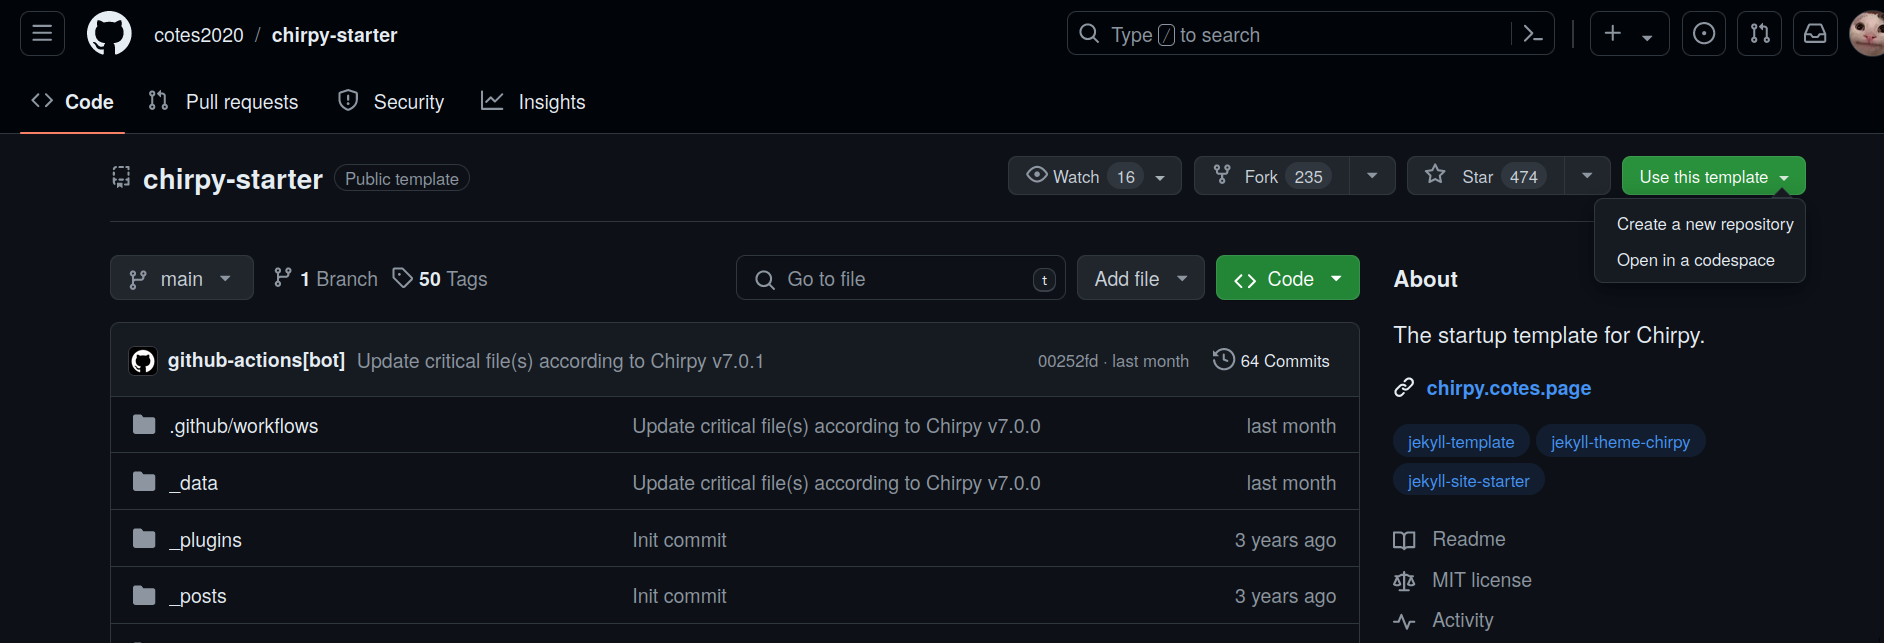 cotes2020 / chirpy-starter
Type / to search
Code Pull requests Security Insights
chirpy-starter Public template
Watch 16 Fork 235 Star 474 Use this template
Create a new repository
Open in a codespace
main 1 Branch 50 Tags Go to file t Add file Code
github-actions[bot] Update critical file(s) according to Chirpy v7.0.1 00252fd · last month 64 Commits
.github/workflows Update critical file(s) according to Chirpy v7.0.0 last month
_data Update critical file(s) according to Chirpy v7.0.0 last month
_plugins Init commit 3 years ago
_posts Init commit 3 years ago
About
The startup template for Chirpy.
chirpy.cotes.page
jekyll-template jekyll-theme-chirpy
jekyll-site-starter
Readme
MIT license
Activity